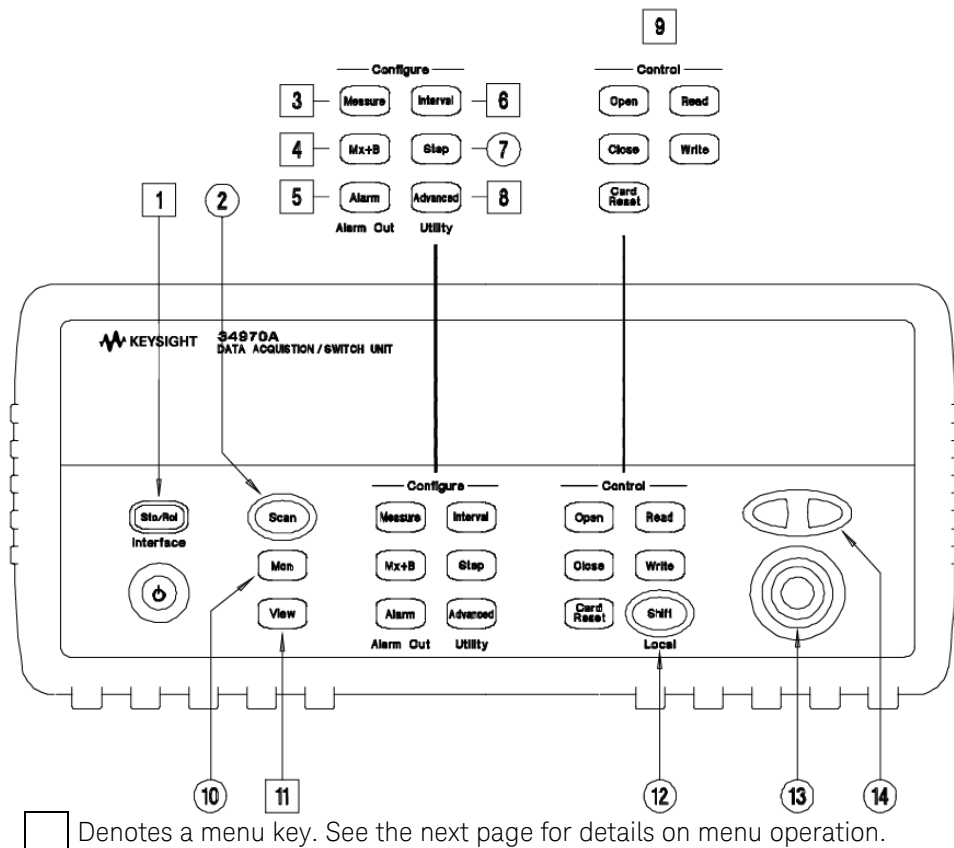 9
Configure
Control
3 Measure Interval 6
Open Read
4 Mx+B Step 7
Close Write
5 Alarm Advanced 8
Card Reset
Alarm Out Utility
1 2
KEYSIGHT 34970A
DATA ACQUISTION / SWITCH UNIT
Configure
Control
Sto/Rcl
Interface
Scan
Measure Interval
Open Read
Mon
Mx+B Step
Close Write
View
Alarm Advanced
Card Reset
Shift
Alarm Out Utility
Local
10 11 12 13 14
Denotes a menu key. See the next page for details on menu operation.